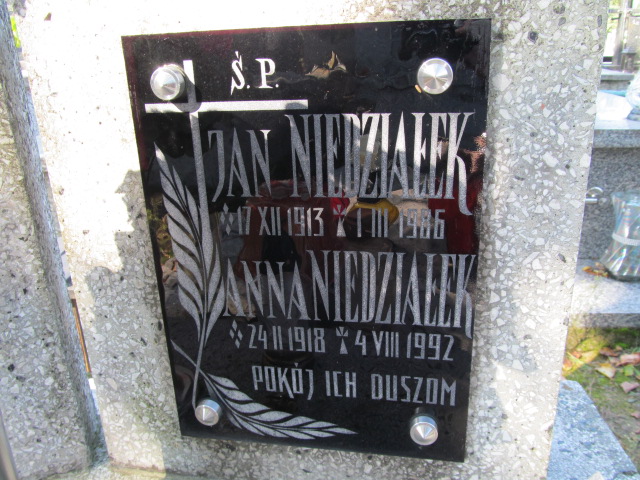 Ś.P.
JAN NIEDZIAŁEK
17 XII 1913 1 III 1986
ANNA NIEDZIAŁEK
24 II 1918 4 VIII 1992
POKÓJ ICH DUSZOM